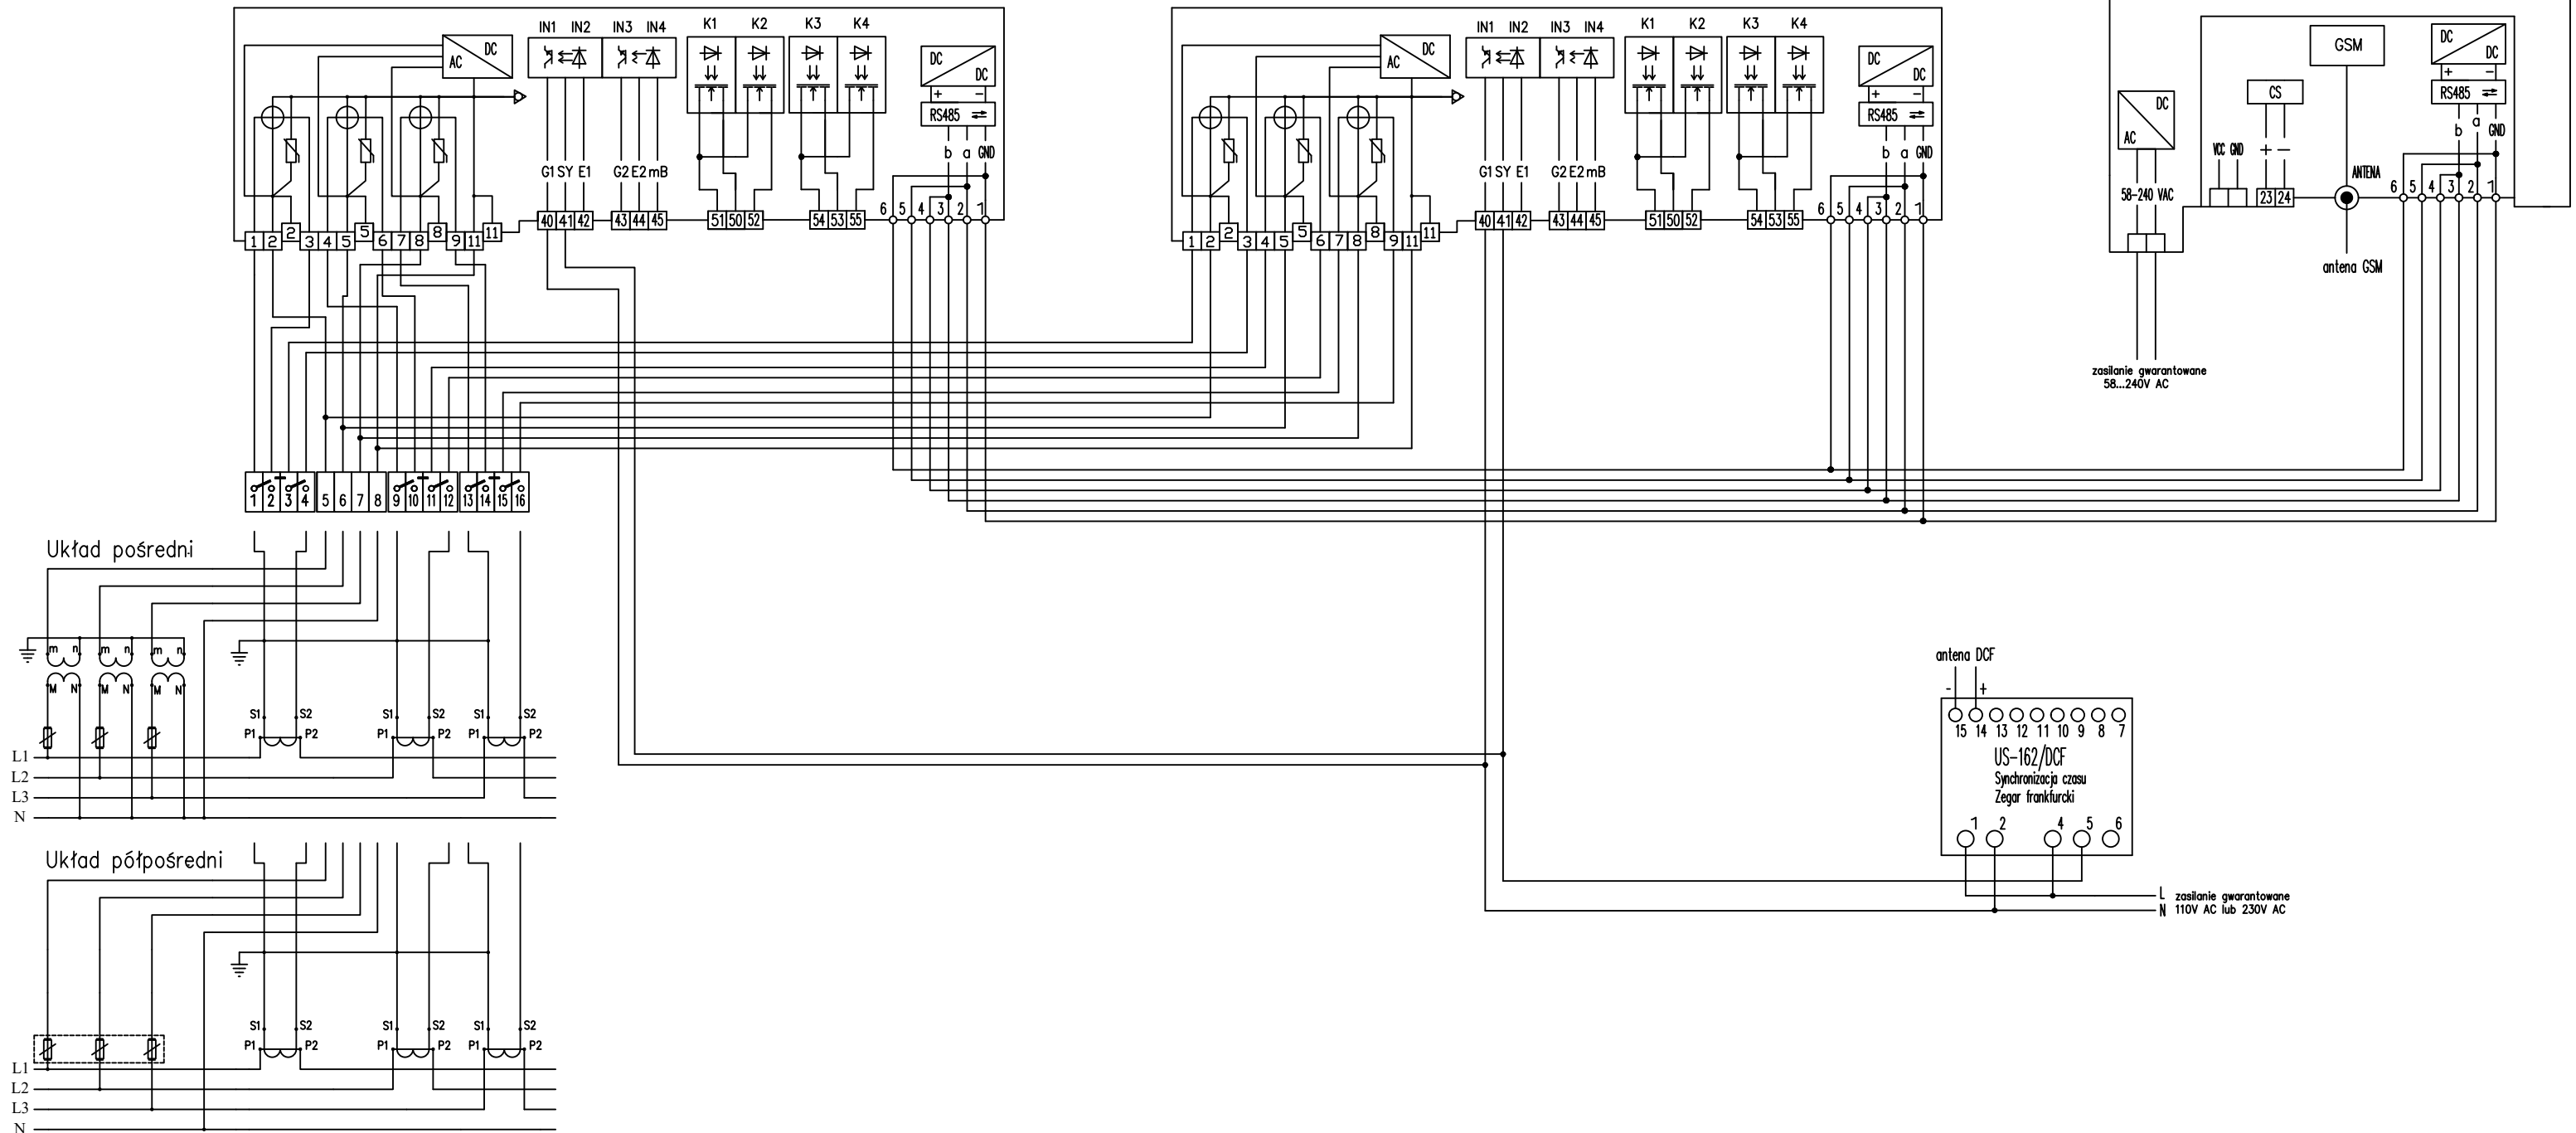 IN1 IN2 IN3 IN4 K1 K2 K3 K4
DC
AC
DC
DC
+ −
RS485
b a GND
G1 SY E1 G2 E2 mB
6 5 4 3 2 1
40 41 42 43 44 45 51 50 52 54 53 55
1 2 2 3 4 5 5 6 7 8 8 9 11 11
IN1 IN2 IN3 IN4 K1 K2 K3 K4
DC
AC
DC
DC
+ −
RS485
b a GND
G1 SY E1 G2 E2 mB
6 5 4 3 2 1
40 41 42 43 44 45 51 50 52 54 53 55
1 2 2 3 4 5 5 6 7 8 8 9 11 11
DC
AC
58-240 VAC
zasilanie gwarantowane
58...240V AC
GSM
CS
VCC GND + −
23 24
ANTENA
antena GSM
DC
DC
+ −
RS485
b a GND
6 5 4 3 2 1
1 2 3 4 5 6 7 8 9 10 11 12 13 14 15 16
Układ pośredni
m n m n m n
M N M N M N
S1 S2 S1 S2 S1 S2
P1 P2 P1 P2 P1 P2
L1
L2
L3
N
antena DCF
- +
15 14 13 12 11 10 9 8 7
US-162/DCF
Synchronizacja czasu
Zegar frankfurcki
1 2 4 5 6
L zasilanie gwarantowane
N 110V AC lub 230V AC
Układ półpośredni
S1 S2 S1 S2 S1 S2
P1 P2 P1 P2 P1 P2
L1
L2
L3
N